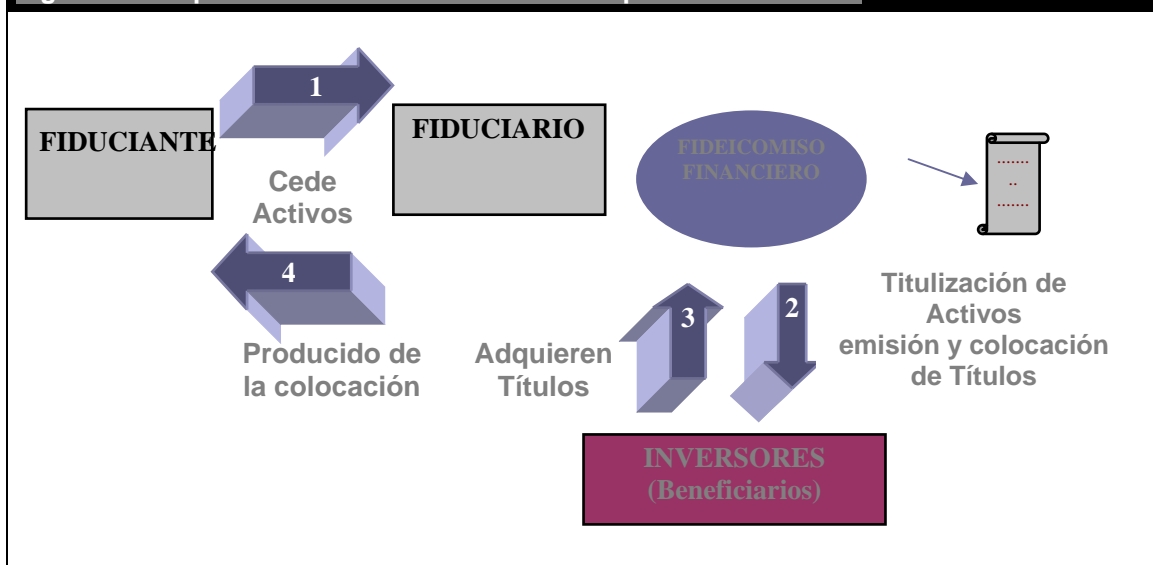 1
FIDUCIANTE
FIDUCIARIO
FIDEICOMISO
FINANCIERO
.......
..
.......
Cede
Activos
4
3
2
Titulización de
Activos
emisión y colocación
de Títulos
Producido de
la colocación
Adquieren
Títulos
INVERSORES
(Beneficiarios)